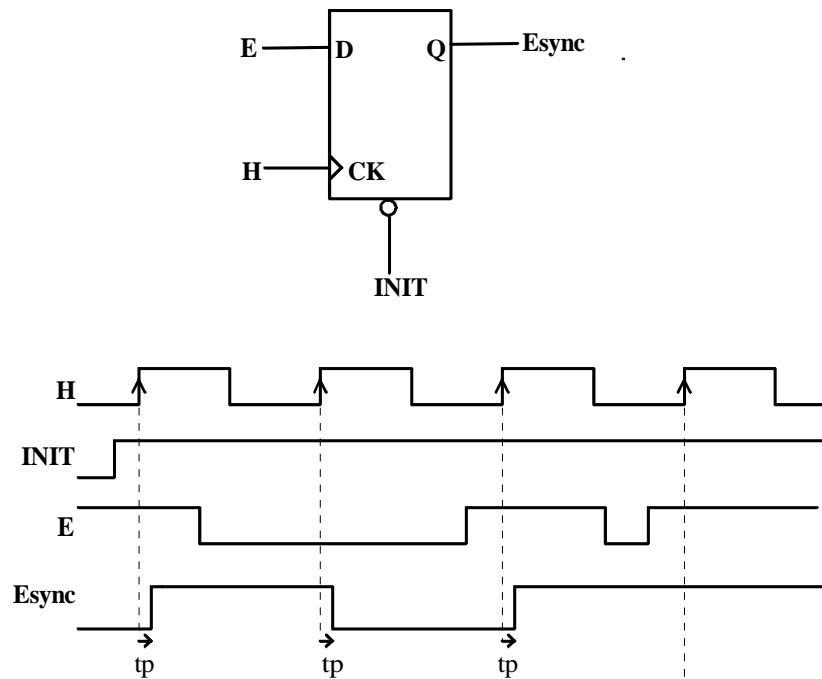 E D Q Esync
H CK
INIT
H
INIT
E
Esync
tp tp tp